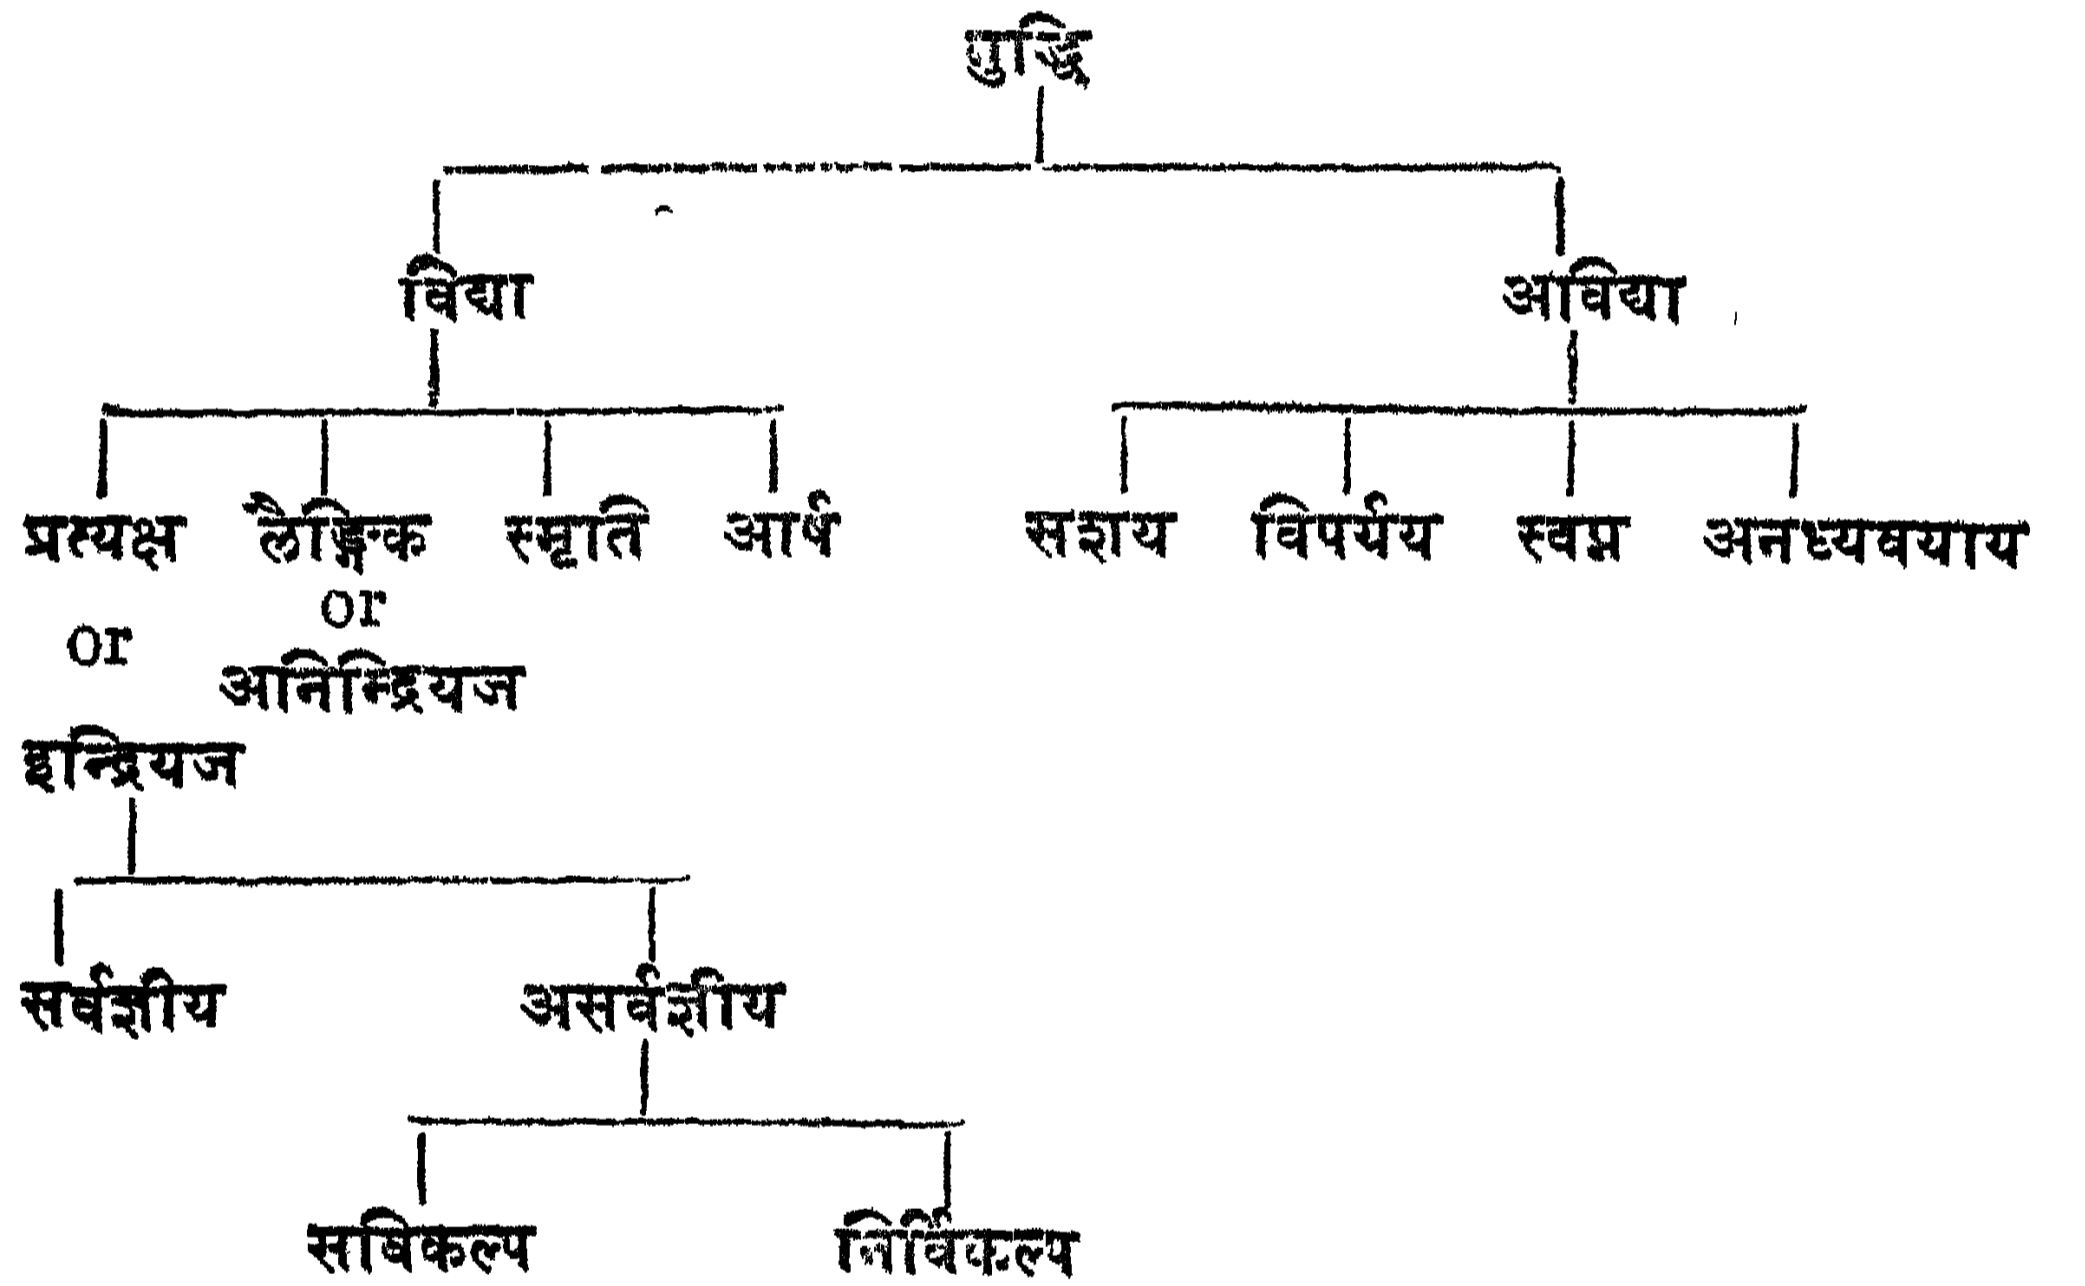 बुद्धि
विद्या अविद्या
प्रत्यक्ष लैङ्गिक स्मृति आर्ष संशय विपर्यय स्वप्न अनध्यवयाय
or or
अनिन्द्रियज
इन्द्रियज
सर्वज्ञीय असर्वज्ञीय
सविकल्प निर्विकल्प